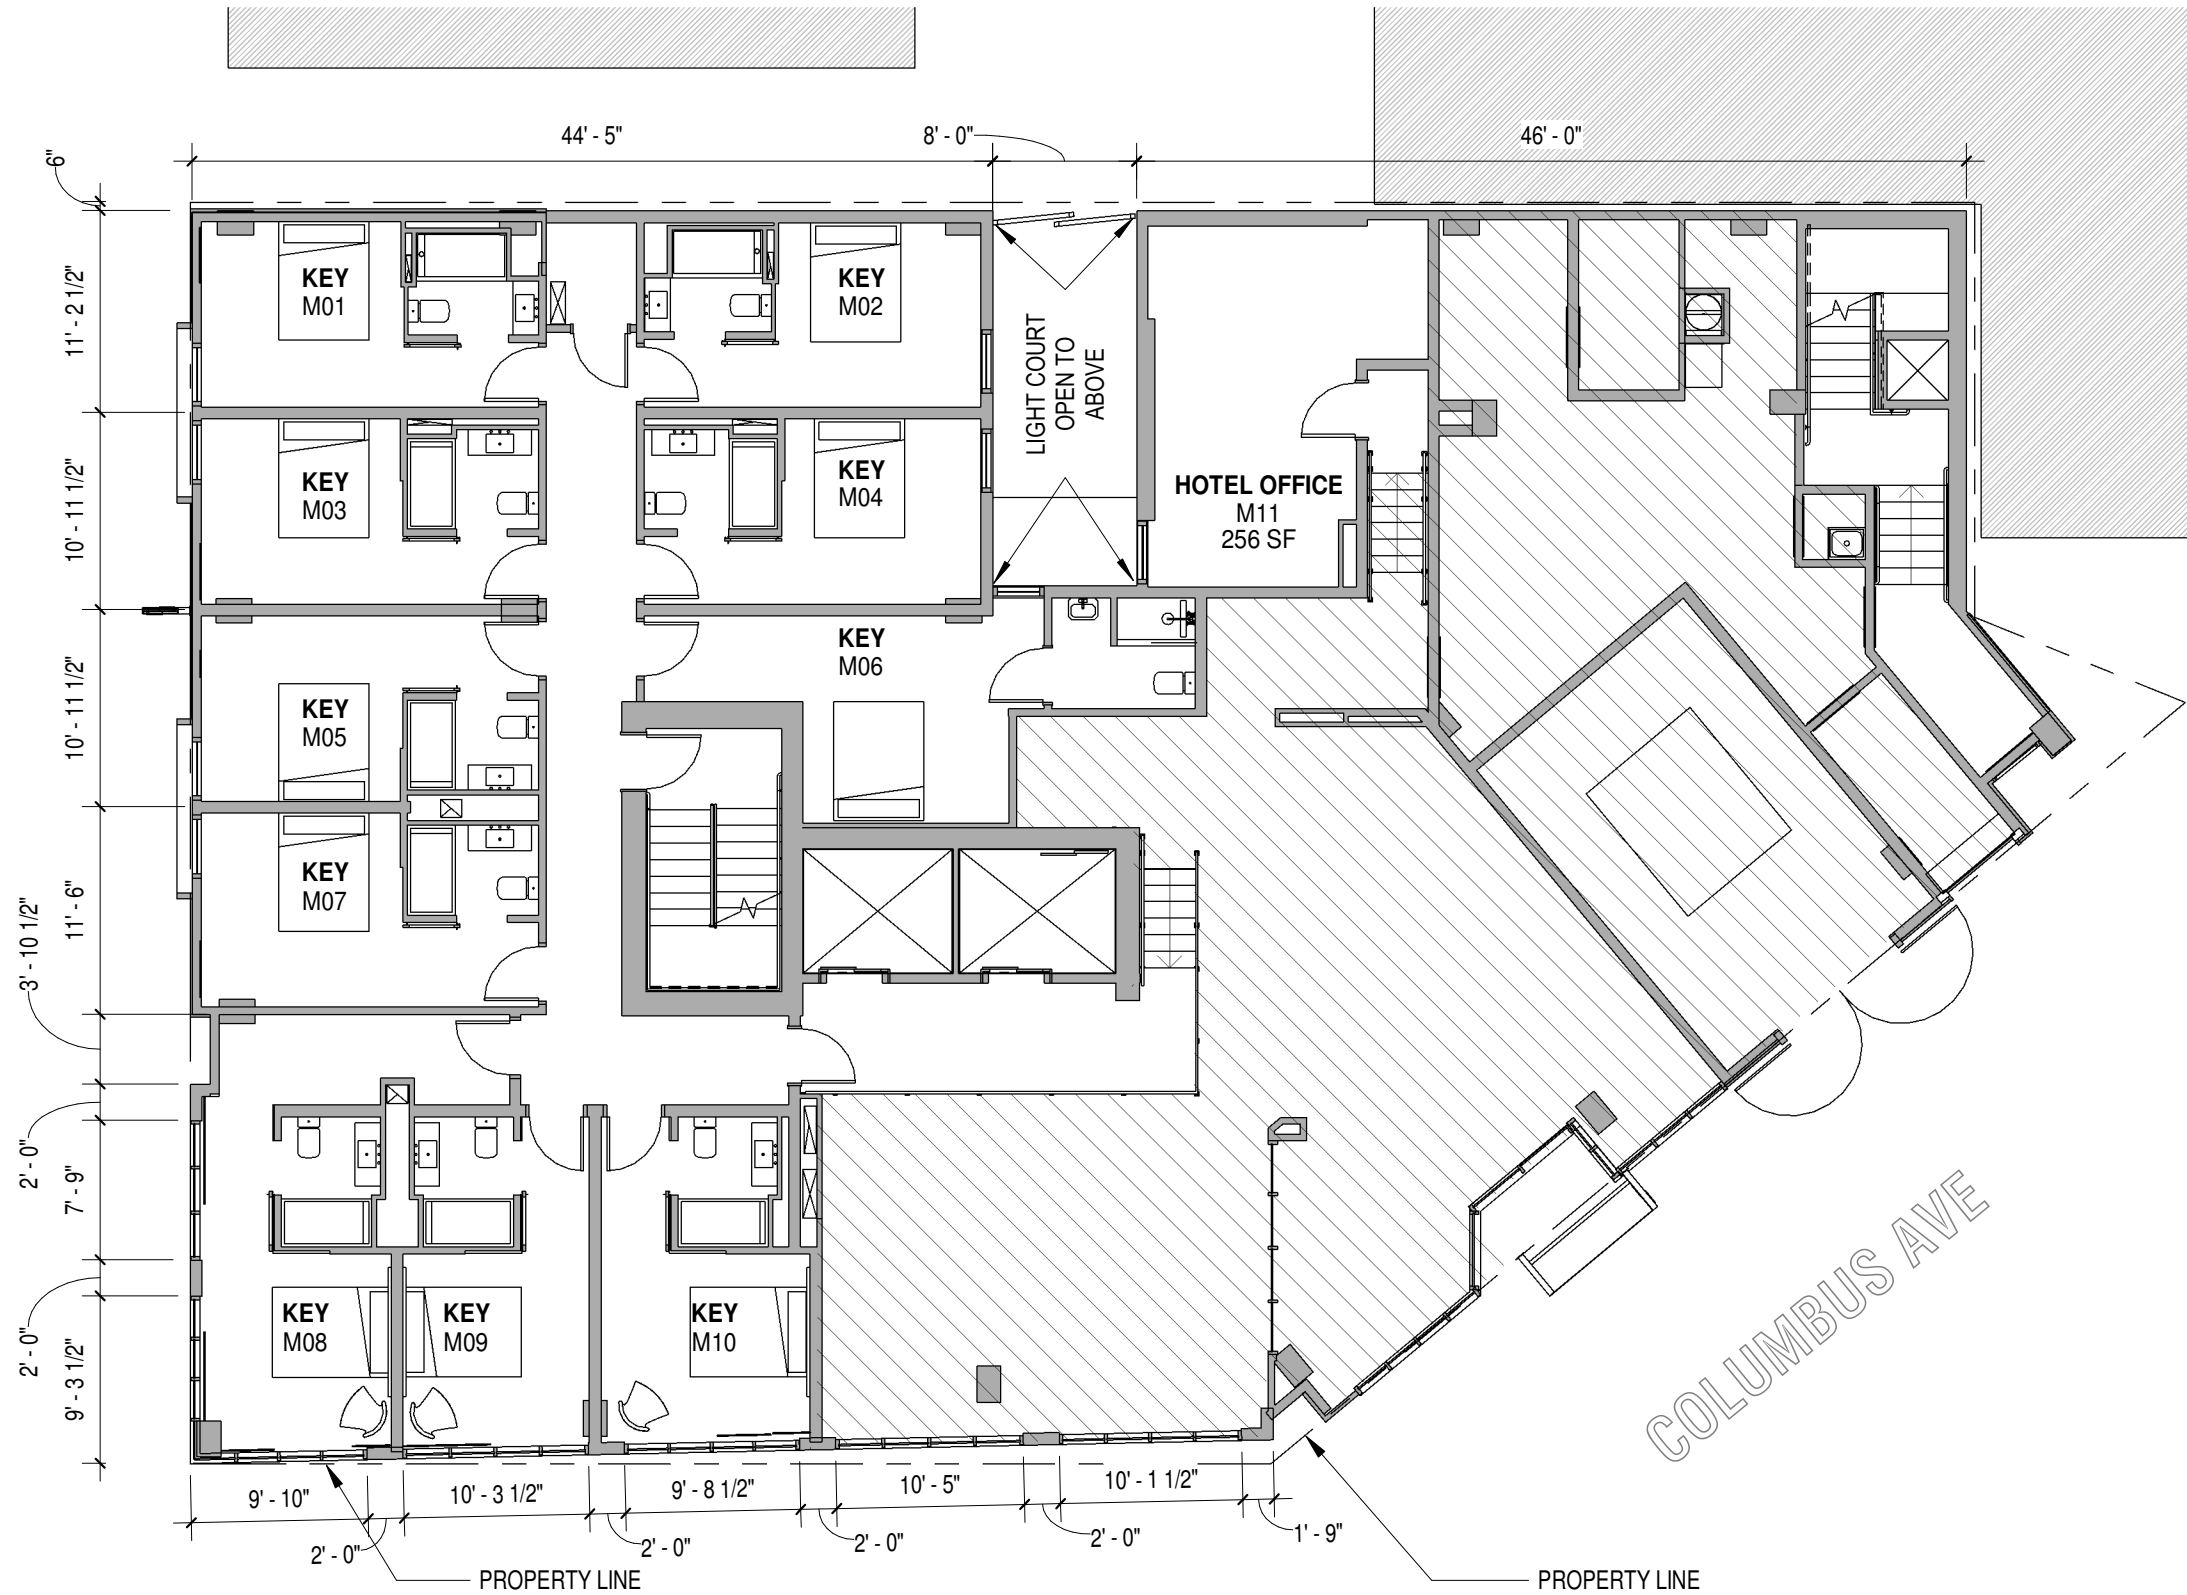 44' - 5"
8' - 0"
46' - 0"
6"
11' - 2 1/2"
10' - 11 1/2"
10' - 11 1/2"
11' - 6"
3' - 10 1/2"
2' - 0"
7' - 9"
2' - 0"
9' - 3 1/2"
KEY
M01
KEY
M02
LIGHT COURT
OPEN TO
ABOVE
KEY
M03
KEY
M04
HOTEL OFFICE
M11
256 SF
KEY
M05
KEY
M06
KEY
M07
KEY
M08
KEY
M09
KEY
M10
COLUMBUS AVE
9' - 10"
10' - 3 1/2"
9' - 8 1/2"
10' - 5"
10' - 1 1/2"
2' - 0"
2' - 0"
2' - 0"
2' - 0"
1' - 9"
PROPERTY LINE
PROPERTY LINE